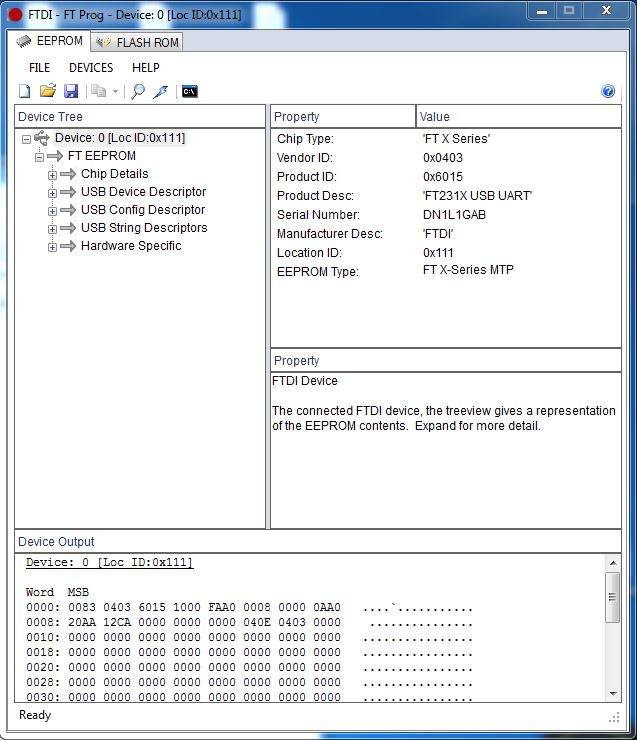 FTDI - FT Prog - Device: 0 [Loc ID:0x111]
EEPROM
FLASH ROM
FILE DEVICES HELP
C:\
Device Tree
Device: 0 [Loc ID:0x111]
FT EEPROM
Chip Details
USB Device Descriptor
USB Config Descriptor
USB String Descriptors
Hardware Specific
Property Value
Chip Type: 'FT X Series'
Vendor ID: 0x0403
Product ID: 0x6015
Product Desc: 'FT231X USB UART'
Serial Number: DN1L1GAB
Manufacturer Desc: 'FTDI'
Location ID: 0x111
EEPROM Type: FT X-Series MTP
Property
FTDI Device
The connected FTDI device, the treeview gives a representation
of the EEPROM contents. Expand for more detail.
Device Output
Device: 0 [Loc ID:0x111]
Word MSB
0000: 0083 0403 6015 1000 FAA0 0008 0000 0AA0 ....`...........
0008: 20AA 12CA 0000 0000 0000 040E 0403 0000 ...............
0010: 0000 0000 0000 0000 0000 0000 0000 0000 ................
0018: 0000 0000 0000 0000 0000 0000 0000 0000 ................
0020: 0000 0000 0000 0000 0000 0000 0000 0000 ................
0028: 0000 0000 0000 0000 0000 0000 0000 0000 ................
0030: 0000 0000 0000 0000 0000 0000 0000 0000 ................
Ready